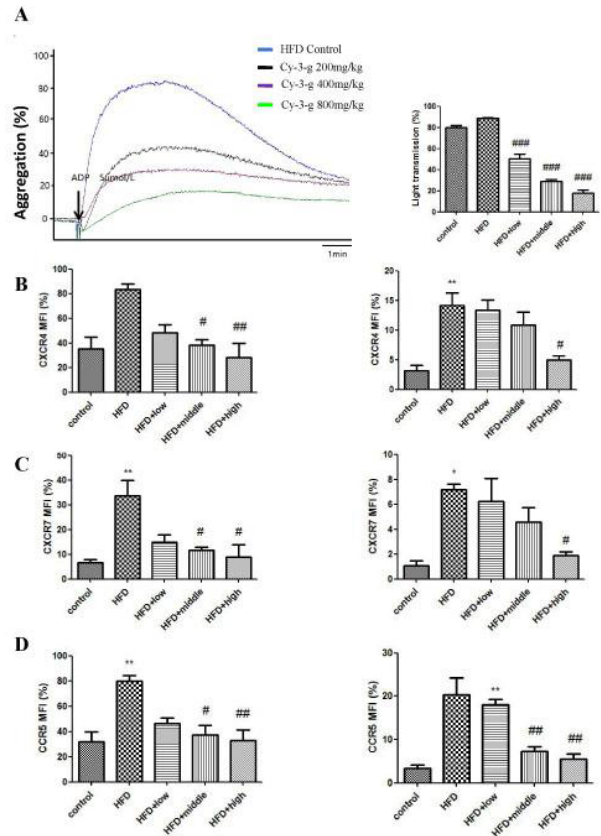 A
HFD Control
Cy-3-g 200mg/kg
Cy-3-g 400mg/kg
Cy-3-g 800mg/kg
Aggregation (%)
100
80
60
40
20
0
ADP 5umol/L
1min
Light transmission (%)
100
80
60
40
20
0
### ### ###
control HFD HFD+low HFD+middle HFD+high
B
CXCR4 MFI (%)
100
80
60
40
20
0
# ##
control HFD HFD+low HFD+middle HFD+high
CXCR4 MFI (%)
20
15
10
5
0
** #
control HFD HFD+low HFD+middle HFD+high
C
CXCR7 MFI (%)
50
40
30
20
10
0
** # #
control HFD HFD+low HFD+middle HFD+high
CXCR7 MFI (%)
10
8
6
4
2
0
* #
control HFD HFD+low HFD+middle HFD+high
D
CCR5 MFI (%)
100
80
60
40
20
0
** # ##
control HFD HFD+low HFD+middle HFD+high
CCR5 MFI (%)
30
20
10
0
** ## ##
control HFD HFD+low HFD+middle HFD+high